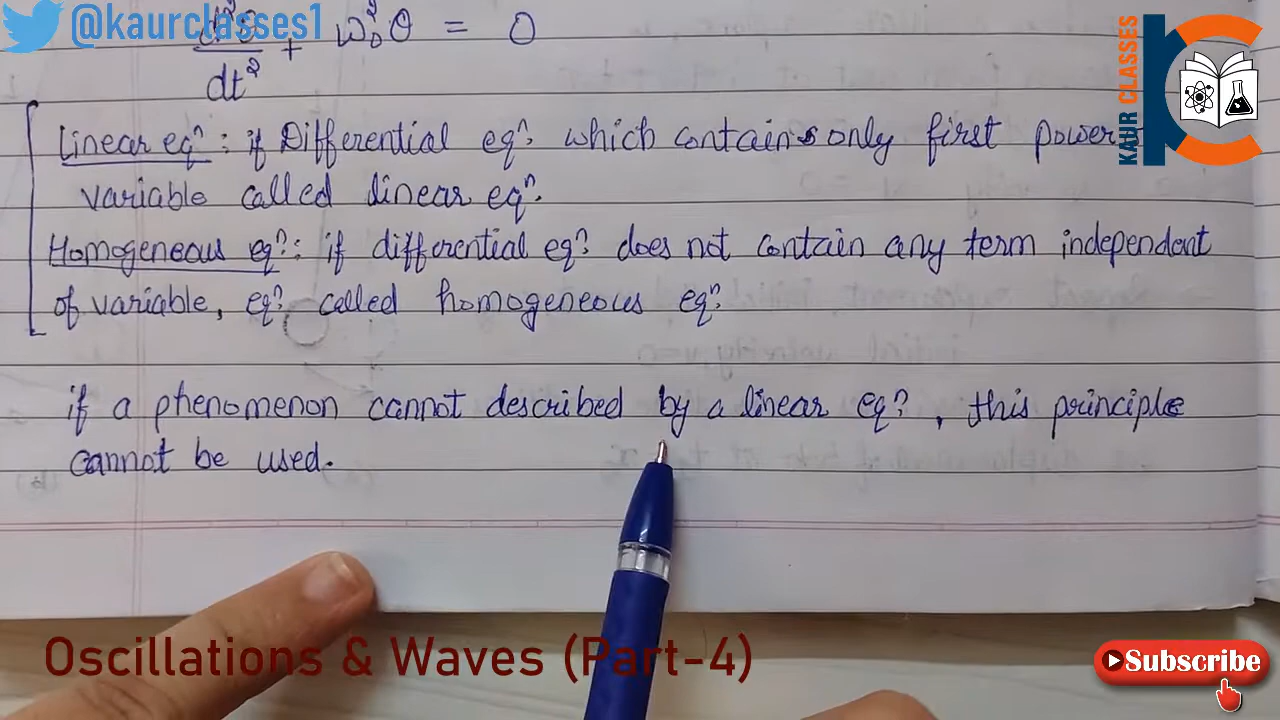 @kaurclasses1
d²θ/dt² + ω₀²θ = 0
KAUR CLASSES
Linear eqⁿ: if Differential eqⁿ. which contains only first power
variable called linear eqⁿ.
Homogeneous eqⁿ: if differential eqⁿ does not contain any term independent
of variable, eqⁿ called homogeneous eqⁿ.
if a phenomenon cannot described by a linear eqⁿ, this principle
cannot be used.
Oscillations & Waves (Part-4)
Subscribe